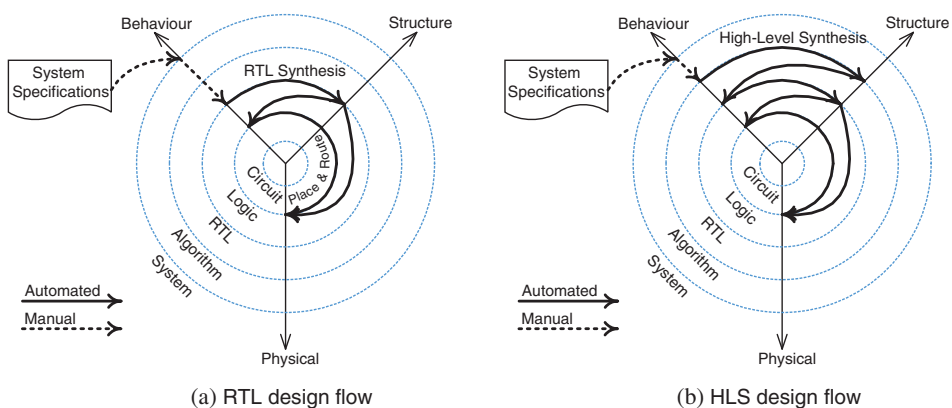 Behaviour
Structure
System
Specifications
RTL Synthesis
Place & Route
Circuit
Logic
RTL
Algorithm
System
Automated
Manual
Physical
(a) RTL design flow
Behaviour
Structure
System
Specifications
High-Level Synthesis
Circuit
Logic
RTL
Algorithm
System
Automated
Manual
Physical
(b) HLS design flow